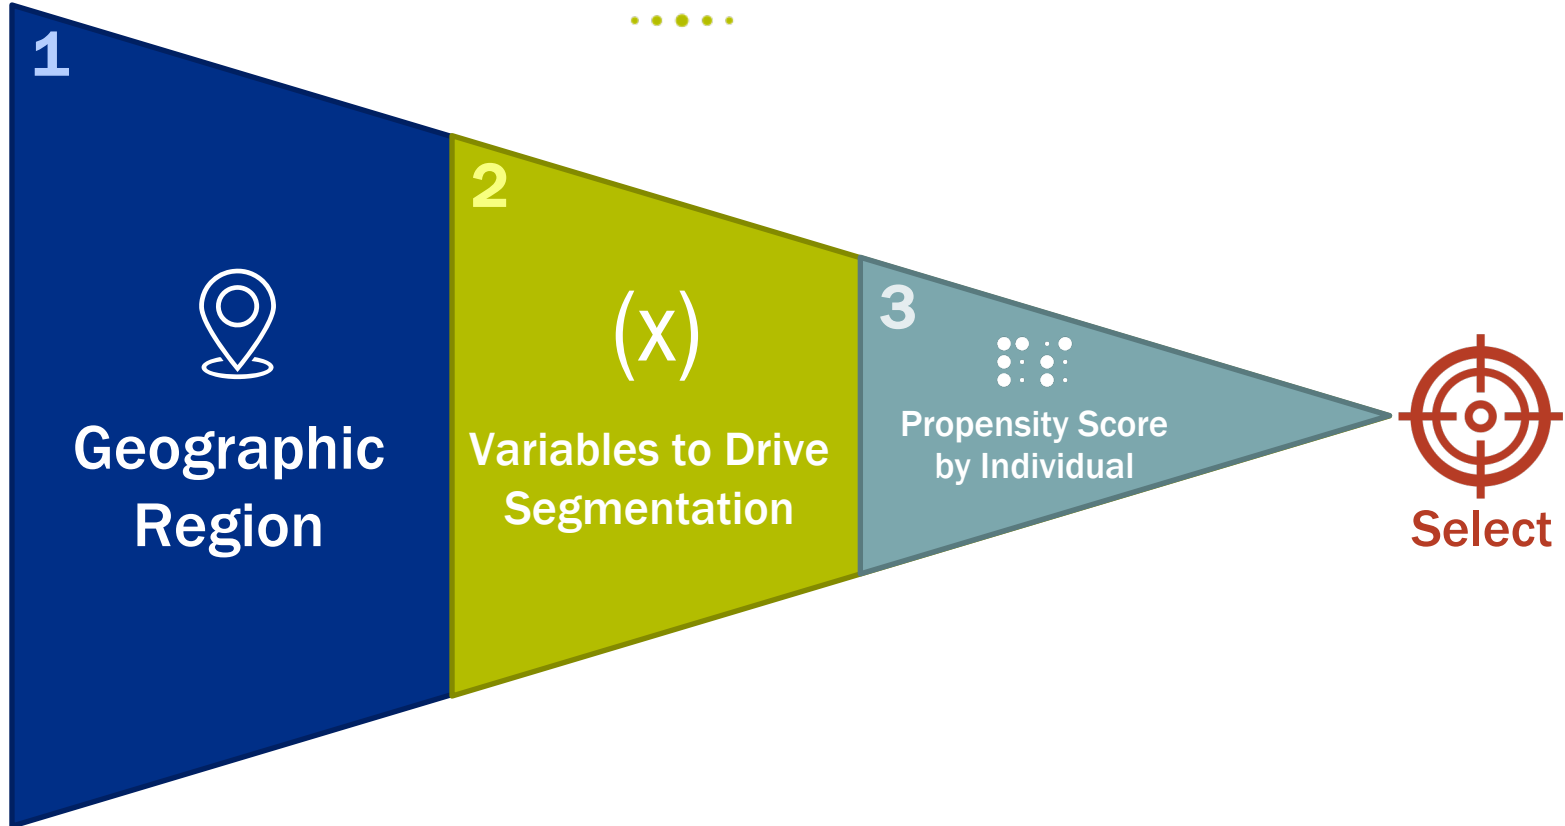 1
Geographic
Region
2
(x)
Variables to Drive
Segmentation
3
Propensity Score
by Individual
Select